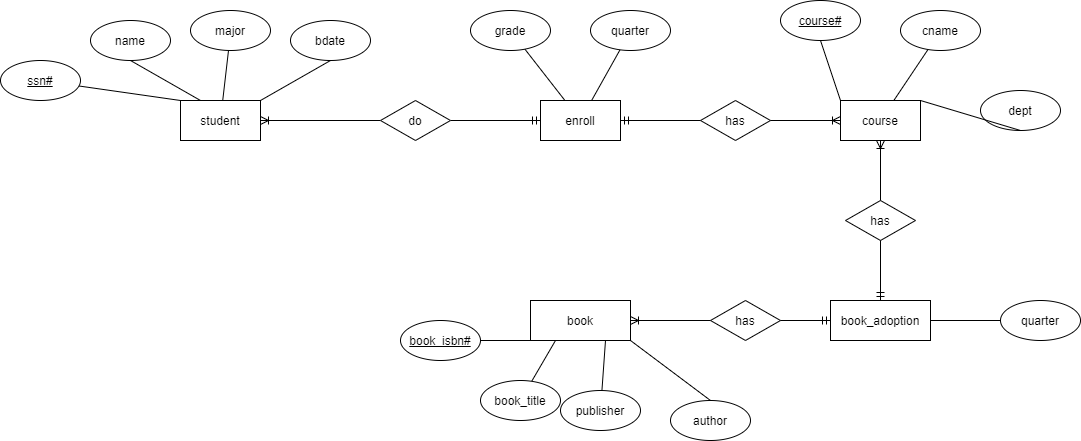 name
major
bdate
ssn#
student
do
grade
quarter
enroll
has
course#
cname
dept
course
has
book_adoption
quarter
has
book
book_isbn#
book_title
publisher
author